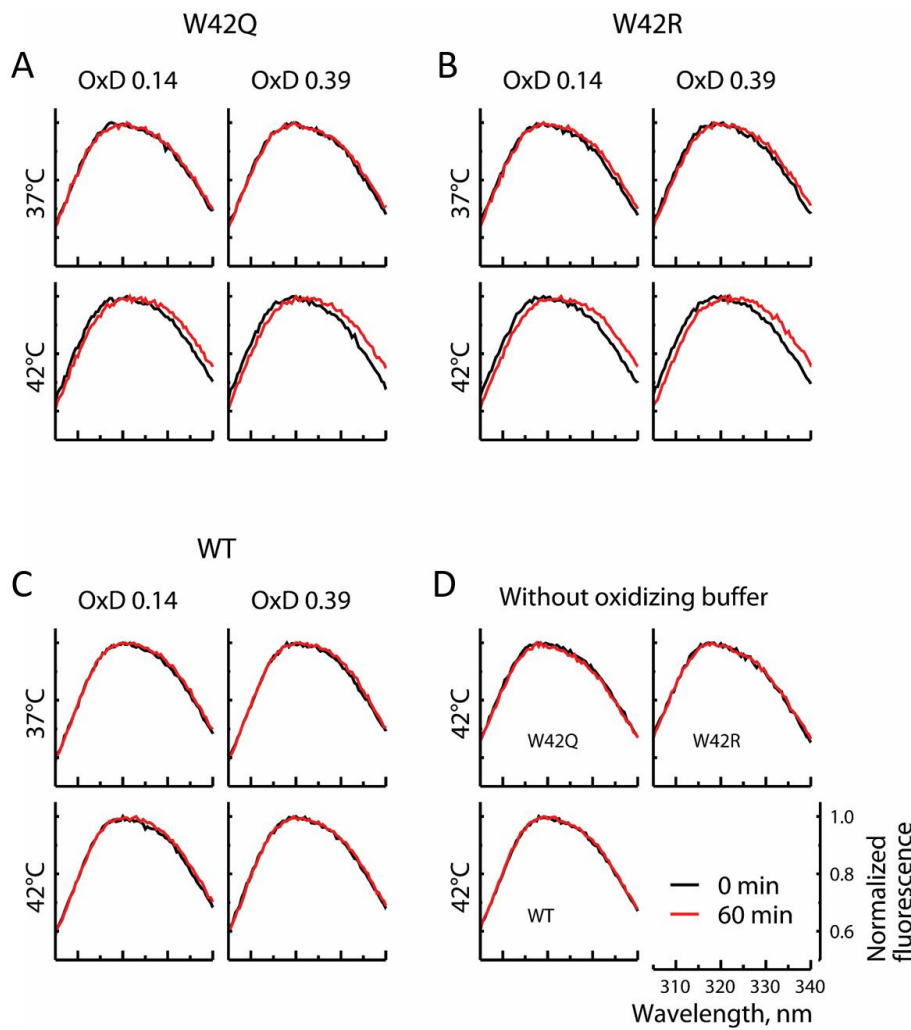 W42Q
W42R
A
B
OxD 0.14
OxD 0.39
OxD 0.14
OxD 0.39
37°C
37°C
42°C
42°C
WT
C
D
OxD 0.14
OxD 0.39
Without oxidizing buffer
37°C
42°C
W42Q
W42R
42°C
WT
0 min
60 min
1.0
0.8
0.6
Normalized
fluorescence
310 320 330 340
Wavelength, nm